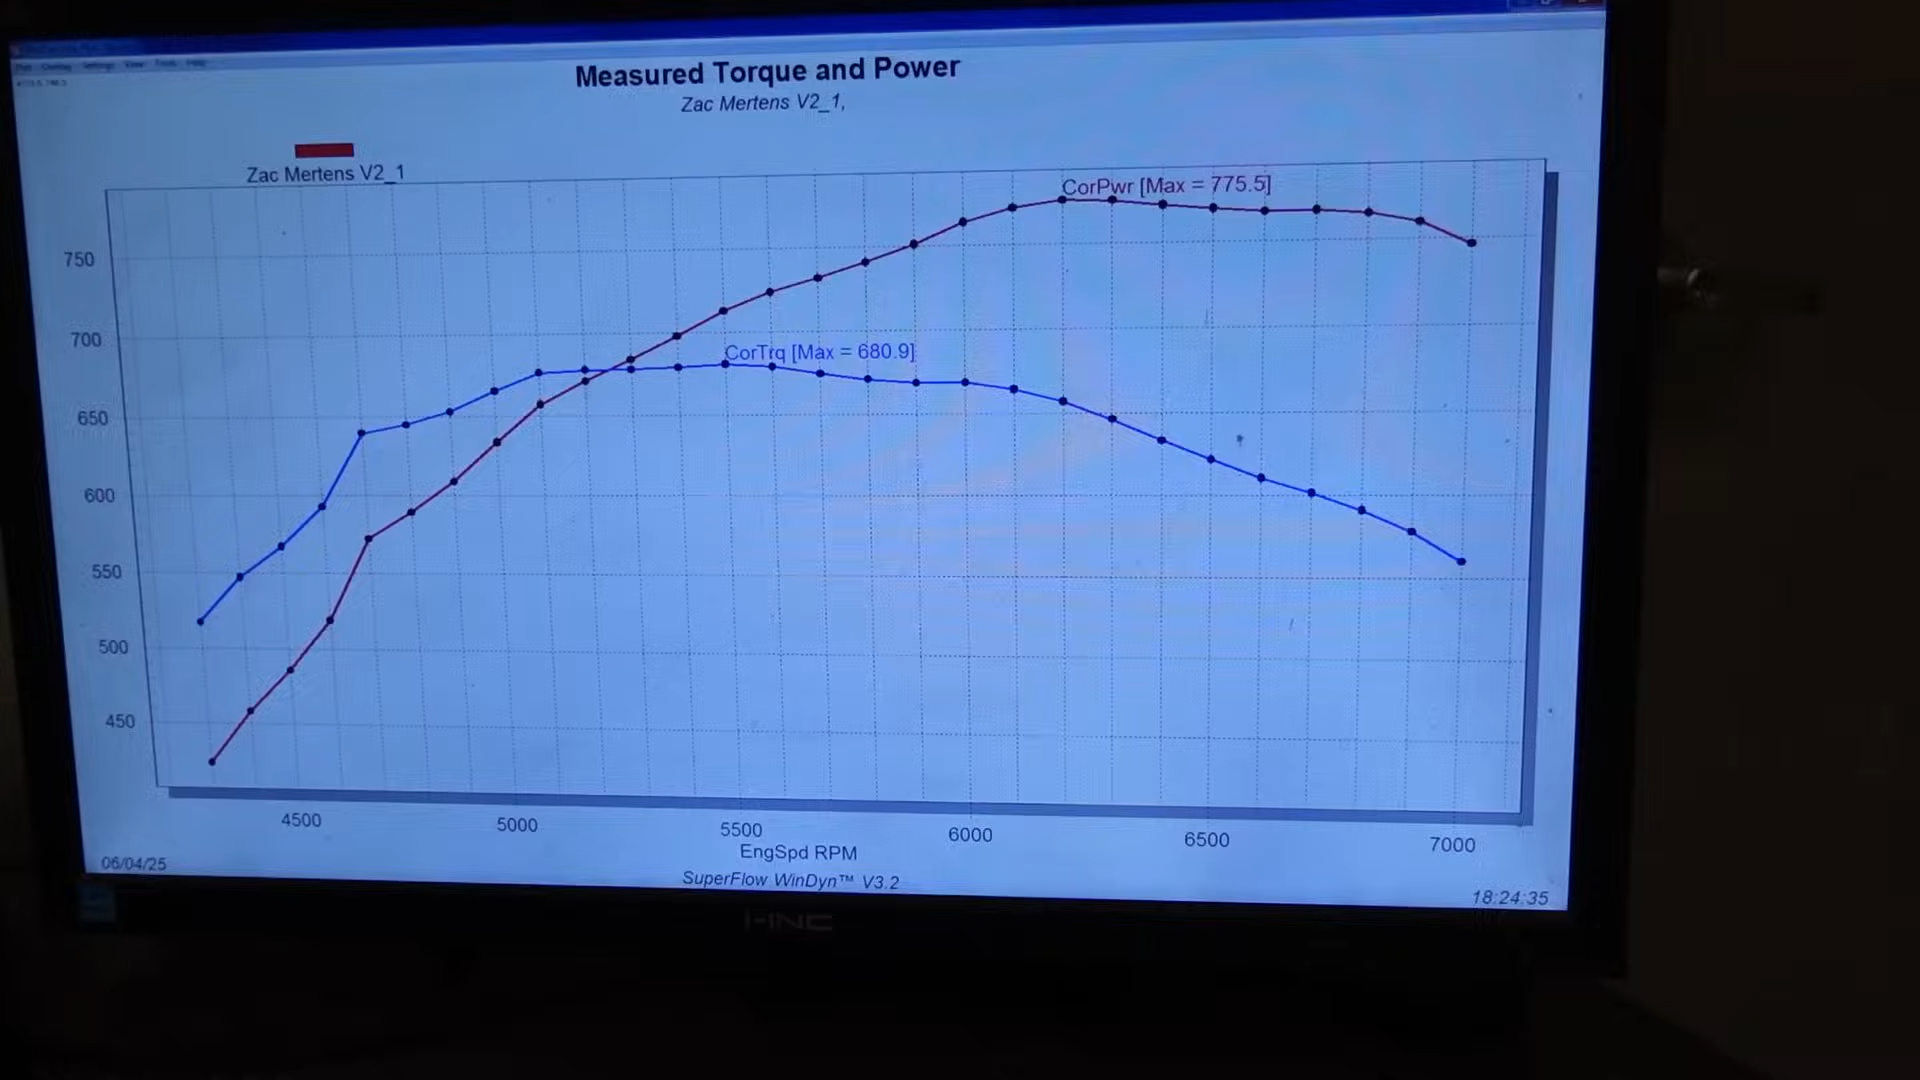 Measured Torque and Power
Zac Mertens V2_1,
Zac Mertens V2_1
CorPwr [Max = 775.5]
CorTrq [Max = 680.9]
750
700
650
600
550
500
450
4500 5000 5500 6000 6500 7000
EngSpd RPM
06/04/25
SuperFlow WinDyn™ V3.2
18:24:35